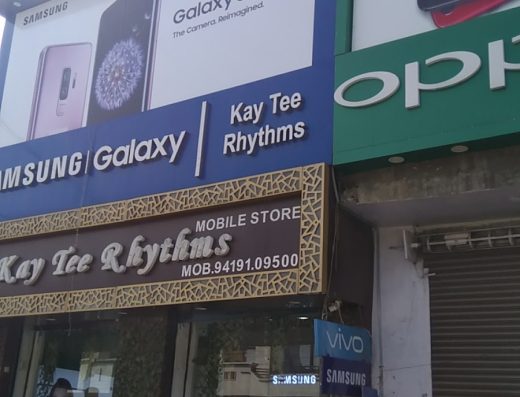 SAMSUNG
Galaxy
The Camera. Reimagined.
SAMSUNG | Galaxy
Kay Tee
Rhythms
oppo
Kay Tee Rhythms
MOBILE STORE
MOB.94191.09500
vivo
SAMSUNG
SAMSUNG